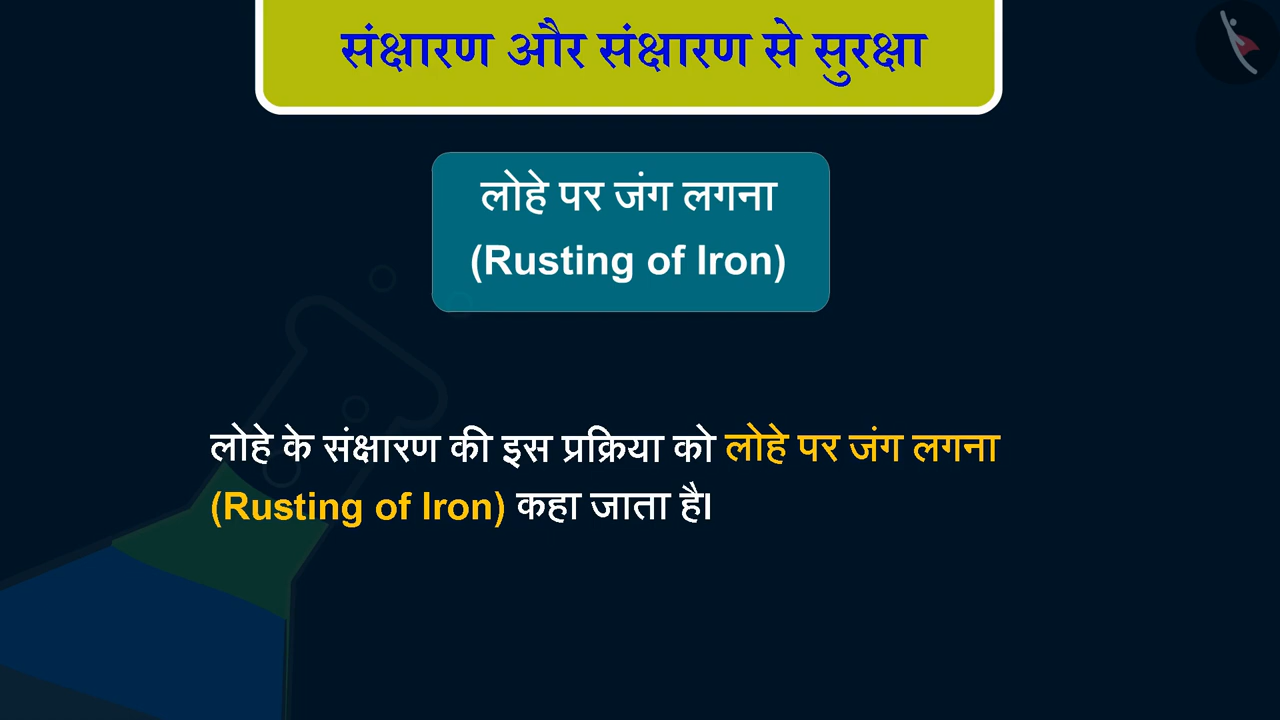 संक्षारण और संक्षारण से सुरक्षा
लोहे पर जंग लगना
(Rusting of Iron)
लोहे के संक्षारण की इस प्रक्रिया को लोहे पर जंग लगना
(Rusting of Iron) कहा जाता है।